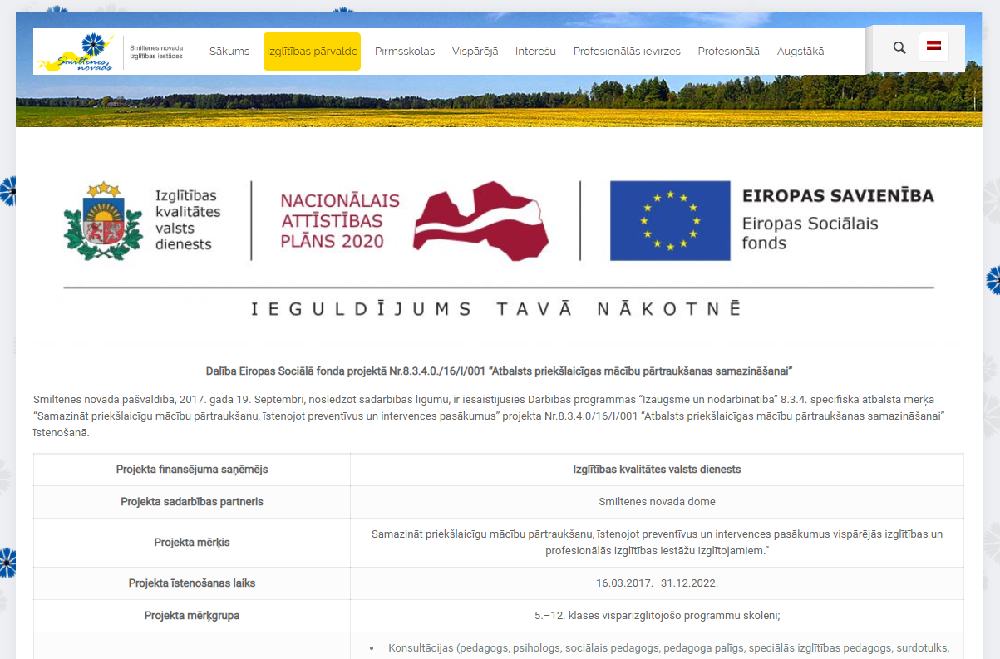 Smiltenes novads
Smiltenes novada
izglītības iestādes
Sākums
Izglītības pārvalde
Pirmsskolas
Vispārējā
Interešu
Profesionālās ievirzes
Profesionālā
Augstākā
Izglītības
kvalitātes
valsts
dienests
NACIONĀLAIS
ATTĪSTĪBAS
PLĀNS 2020
EIROPAS SAVIENĪBA
Eiropas Sociālais
fonds
IEGULDĪJUMS TAVĀ NĀKOTNĒ
Dalība Eiropas Sociālā fonda projektā Nr.8.3.4.0./16/I/001 “Atbalsts priekšlaicīgas mācību pārtraukšanas samazināšanai”
Smiltenes novada pašvaldība, 2017. gada 19. Septembrī, noslēdzot sadarbības līgumu, ir iesaistījusies Darbības programmas “Izaugsme un nodarbinātība” 8.3.4. specifiskā atbalsta mērķa
“Samazināt priekšlaicīgu mācību pārtraukšanu, īstenojot preventīvus un intervences pasākumus” projekta Nr.8.3.4.0/16/I/001 “Atbalsts priekšlaicīgas mācību pārtraukšanas samazināšanai”
īstenošanā.
Projekta finansējuma saņēmējs
Izglītības kvalitātes valsts dienests
Projekta sadarbības partneris
Smiltenes novada dome
Projekta mērķis
Samazināt priekšlaicīgu mācību pārtraukšanu, īstenojot preventīvus un intervences pasākumus vispārējās izglītības un
profesionālās izglītības iestāžu izglītojamiem.”
Projekta īstenošanas laiks
16.03.2017.–31.12.2022.
Projekta mērķgrupa
5.–12. klases vispārizglītojošo programmu skolēni;
• Konsultācijas (pedagogs, psihologs, sociālais pedagogs, pedagoga palīgs, speciālās izglītības pedagogs, surdotulks,